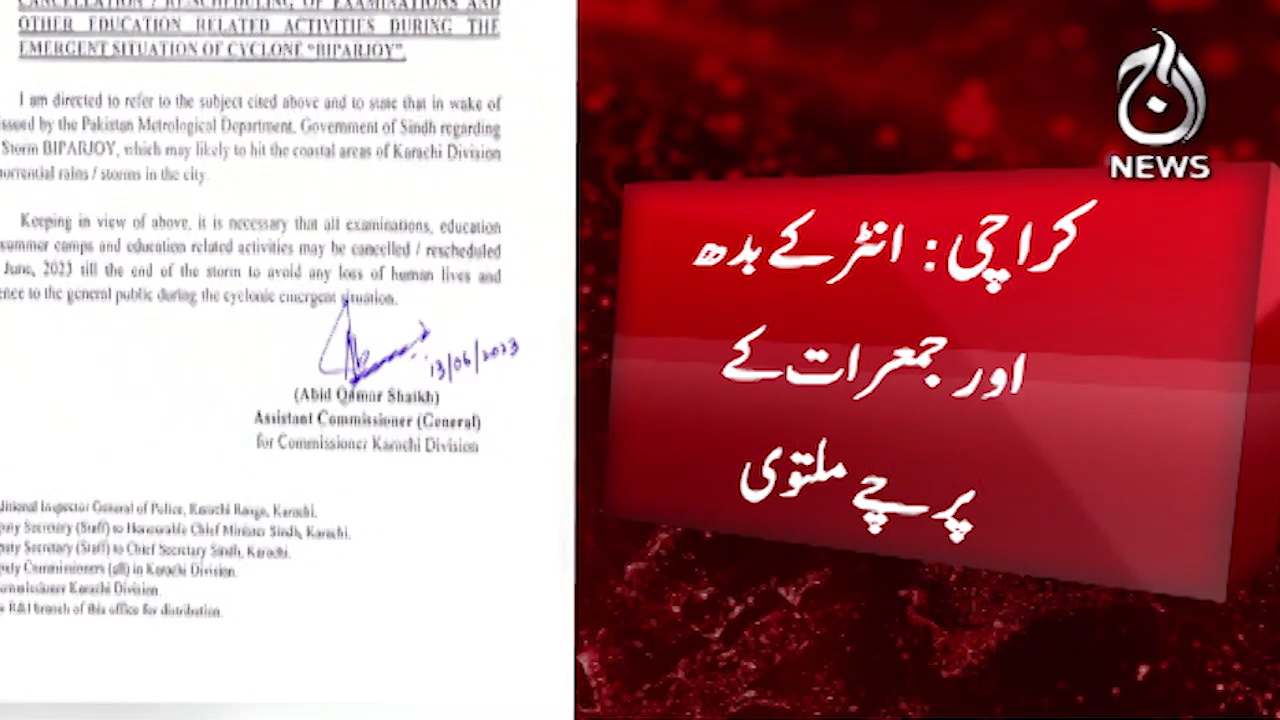 CANCELLATION / RESCHEDULING OF EXAMINATIONS AND
OTHER EDUCATION RELATED ACTIVITIES DURING THE
EMERGENT SITUATION OF CYCLONE "BIPARJOY".
I am directed to refer to the subject cited above and to state that in wake of
issued by the Pakistan Metrological Department, Government of Sindh regarding
Storm BIPARJOY, which may likely to hit the coastal areas of Karachi Division
torrential rains / storms in the city.
Keeping in view of above, it is necessary that all examinations, education
summer camps and education related activities may be cancelled / rescheduled
June, 2023 till the end of the storm to avoid any loss of human lives and
to the general public during the cyclonic emergent situation.
13/06/2023
(Abid Qamar Shaikh)
Assistant Commissioner (General)
for Commissioner Karachi Division
Inspector General of Police, Karachi Range, Karachi.
Secretary (Staff) to Honourable Chief Minister Sindh, Karachi.
Secretary (Staff) to Chief Secretary Sindh, Karachi.
Commissioners (all) in Karachi Division.
Karachi Division.
R&I branch of this office for distribution.
آج
NEWS
کراچی: انٹر کے بدھ
اور جمعرات کے
پرچے ملتوی